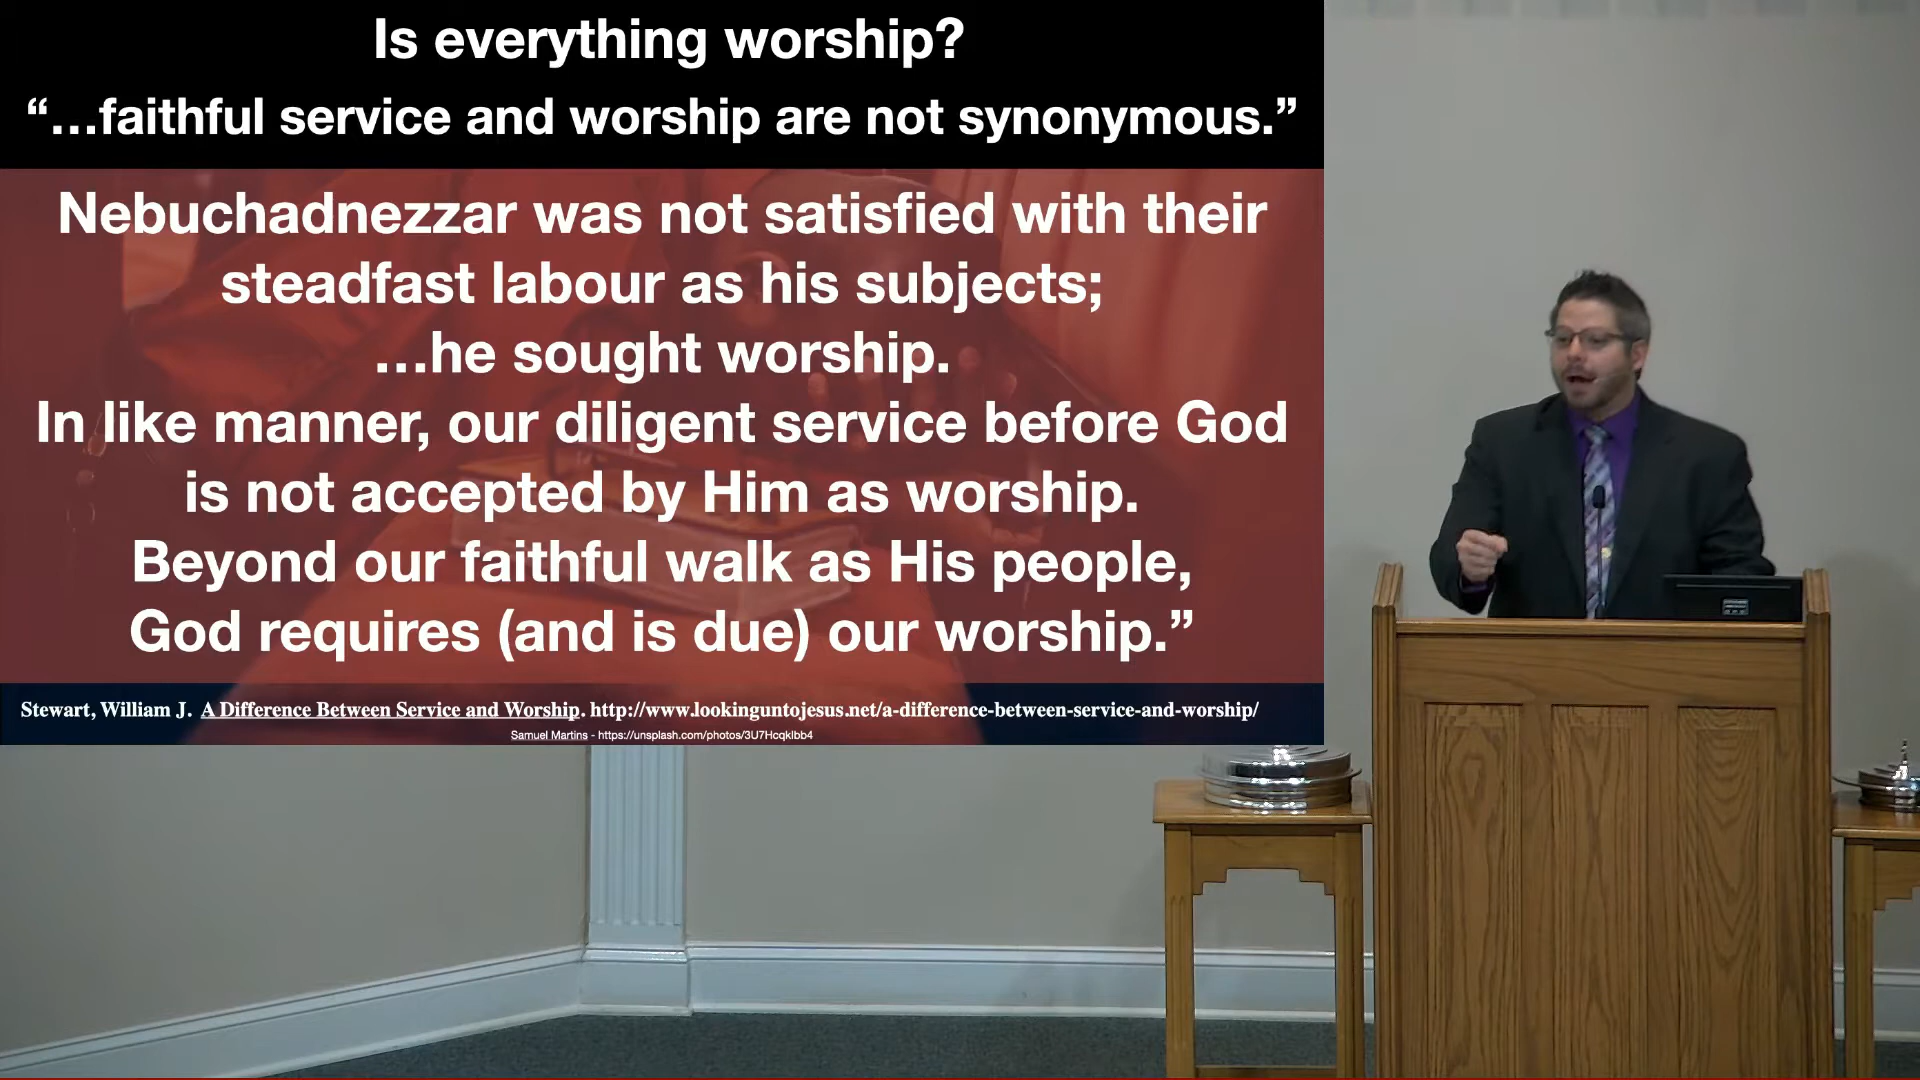 Is everything worship?
“…faithful service and worship are not synonymous.”
Nebuchadnezzar was not satisfied with their
steadfast labour as his subjects;
…he sought worship.
In like manner, our diligent service before God
is not accepted by Him as worship.
Beyond our faithful walk as His people,
God requires (and is due) our worship.”
Stewart, William J. A Difference Between Service and Worship. http://www.lookinguntojesus.net/a-difference-between-service-and-worship/
Samuel Martins - https://unsplash.com/photos/3U7Hcqklbb4